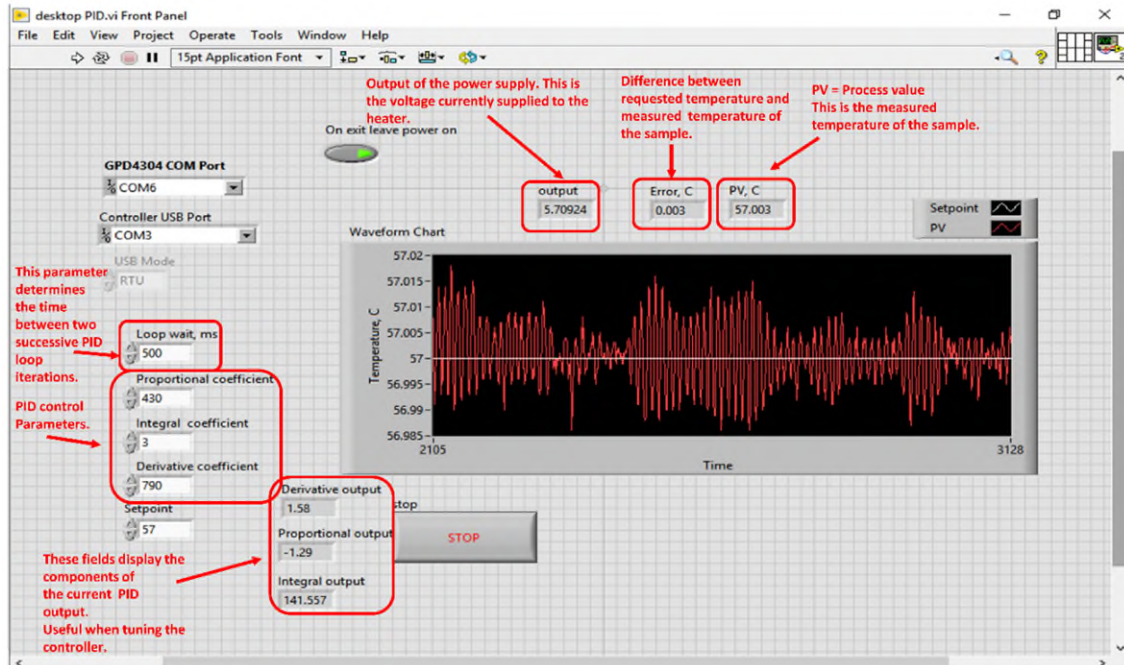 desktop PID.vi Front Panel
File Edit View Project Operate Tools Window Help
15pt Application Font
2
Output of the power supply. This is
the voltage currently supplied to the
heater.
Difference between
requested temperature and
measured temperature of
the sample.
PV = Process value
This is the measured
temperature of the sample.
On exit leave power on
GPD4304 COM Port
COM6
Controller USB Port
COM3
USB Mode
RTU
output
5.70924
Error, C
0.003
PV, C
57.003
Setpoint
PV
Waveform Chart
57.02
57.015
57.01
57.005
57
56.995
56.99
56.985
Temperature, C
2105
3128
Time
This parameter
determines
the time
between two
successive PID
loop
iterations.
Loop wait, ms
500
PID control
Parameters.
Proportional coefficient
430
Integral coefficient
3
Derivative coefficient
790
Setpoint
57
Derivative output
1.58
Proportional output
-1.29
Integral output
141.557
stop
STOP
These fields display the
components of
the current PID
output.
Useful when tuning the
controller.